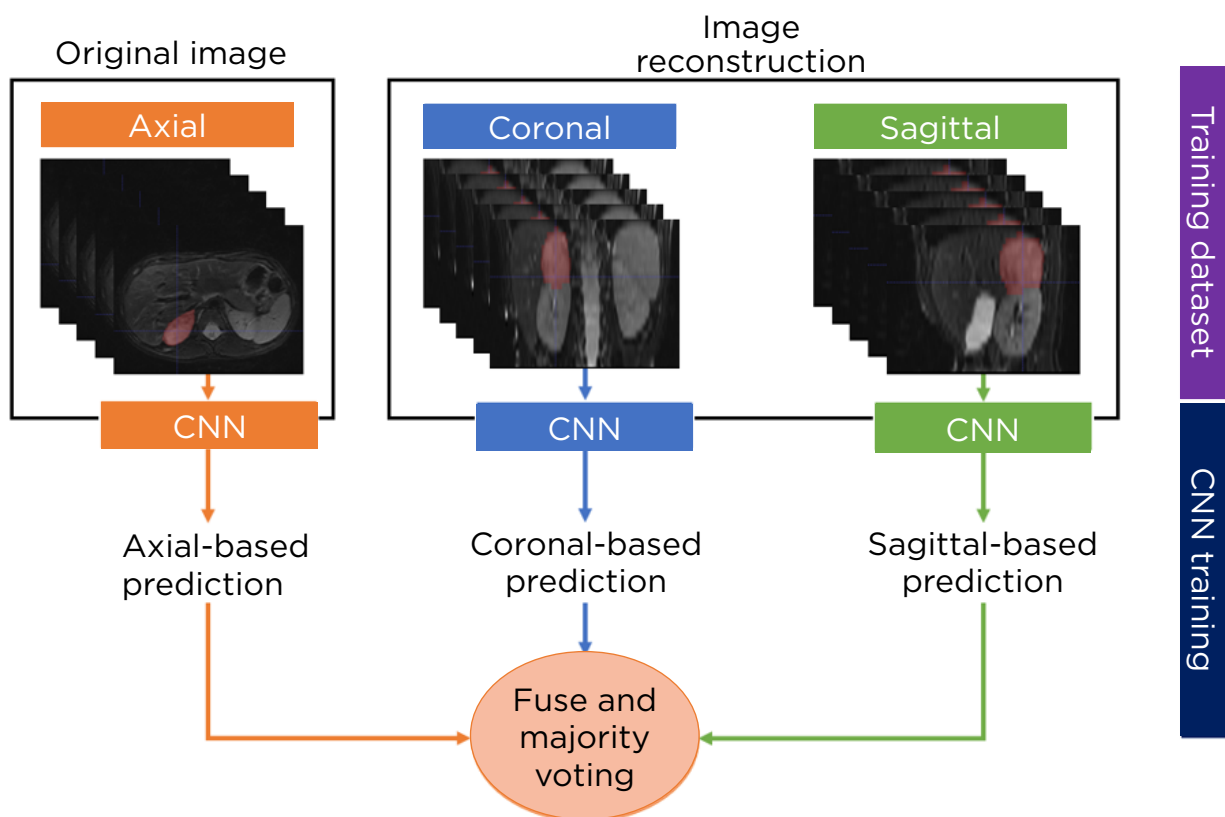 Original image
Image
reconstruction
Axial
Coronal
Sagittal
CNN
CNN
CNN
Axial-based
prediction
Coronal-based
prediction
Sagittal-based
prediction
Fuse and
majority
voting
Training dataset
CNN training